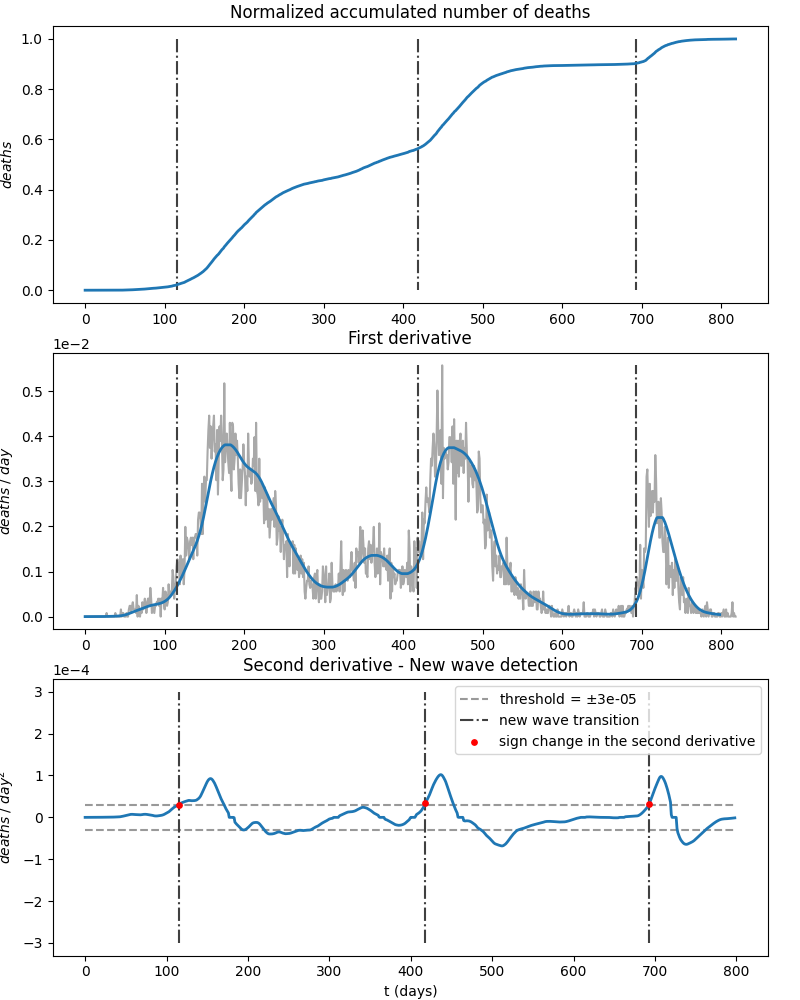 Normalized accumulated number of deaths
1.0
0.8
0.6
0.4
0.2
0.0
deaths
0 100 200 300 400 500 600 700 800
First derivative
1e−2
0.5
0.4
0.3
0.2
0.1
0.0
deaths / day
0 100 200 300 400 500 600 700 800
Second derivative - New wave detection
1e−4
3
2
1
0
−1
−2
−3
deaths / day²
threshold = ±3e-05
new wave transition
sign change in the second derivative
0 100 200 300 400 500 600 700 800
t (days)